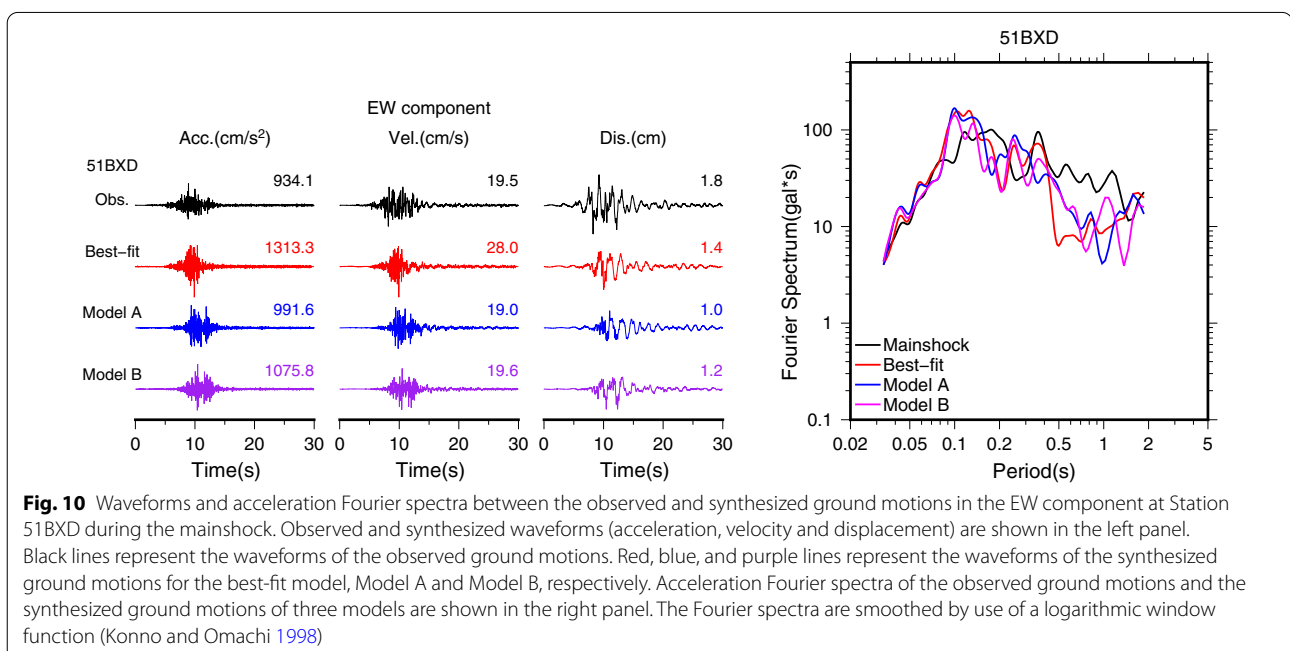 EW component
Acc.(cm/s²) Vel.(cm/s) Dis.(cm)
51BXD
Obs. 934.1 19.5 1.8
Best–fit 1313.3 28.0 1.4
Model A 991.6 19.0 1.0
Model B 1075.8 19.6 1.2
0 10 20 30 0 10 20 30 0 10 20 30
Time(s) Time(s) Time(s)
51BXD
Fourier Spectrum(gal*s)
100
10
1
0.1
Mainshock
Best–fit
Model A
Model B
0.02 0.05 0.1 0.2 0.5 1 2 5
Period(s)
Fig. 10 Waveforms and acceleration Fourier spectra between the observed and synthesized ground motions in the EW component at Station
51BXD during the mainshock. Observed and synthesized waveforms (acceleration, velocity and displacement) are shown in the left panel.
Black lines represent the waveforms of the observed ground motions. Red, blue, and purple lines represent the waveforms of the synthesized
ground motions for the best-fit model, Model A and Model B, respectively. Acceleration Fourier spectra of the observed ground motions and the
synthesized ground motions of three models are shown in the right panel. The Fourier spectra are smoothed by use of a logarithmic window
function (Konno and Omachi 1998)